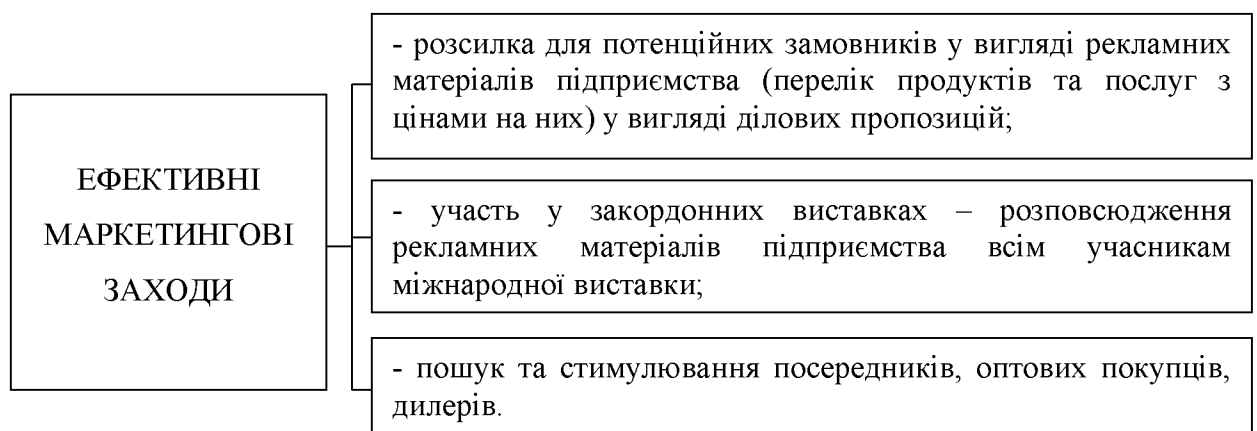 ЕФЕКТИВНІ
МАРКЕТИНГОВІ
ЗАХОДИ
- розсилка для потенційних замовників у вигляді рекламних
матеріалів підприємства (перелік продуктів та послуг з
цінами на них) у вигляді ділових пропозицій;
- участь у закордонних виставках – розповсюдження
рекламних матеріалів підприємства всім учасникам
міжнародної виставки;
- пошук та стимулювання посередників, оптових покупців,
дилерів.